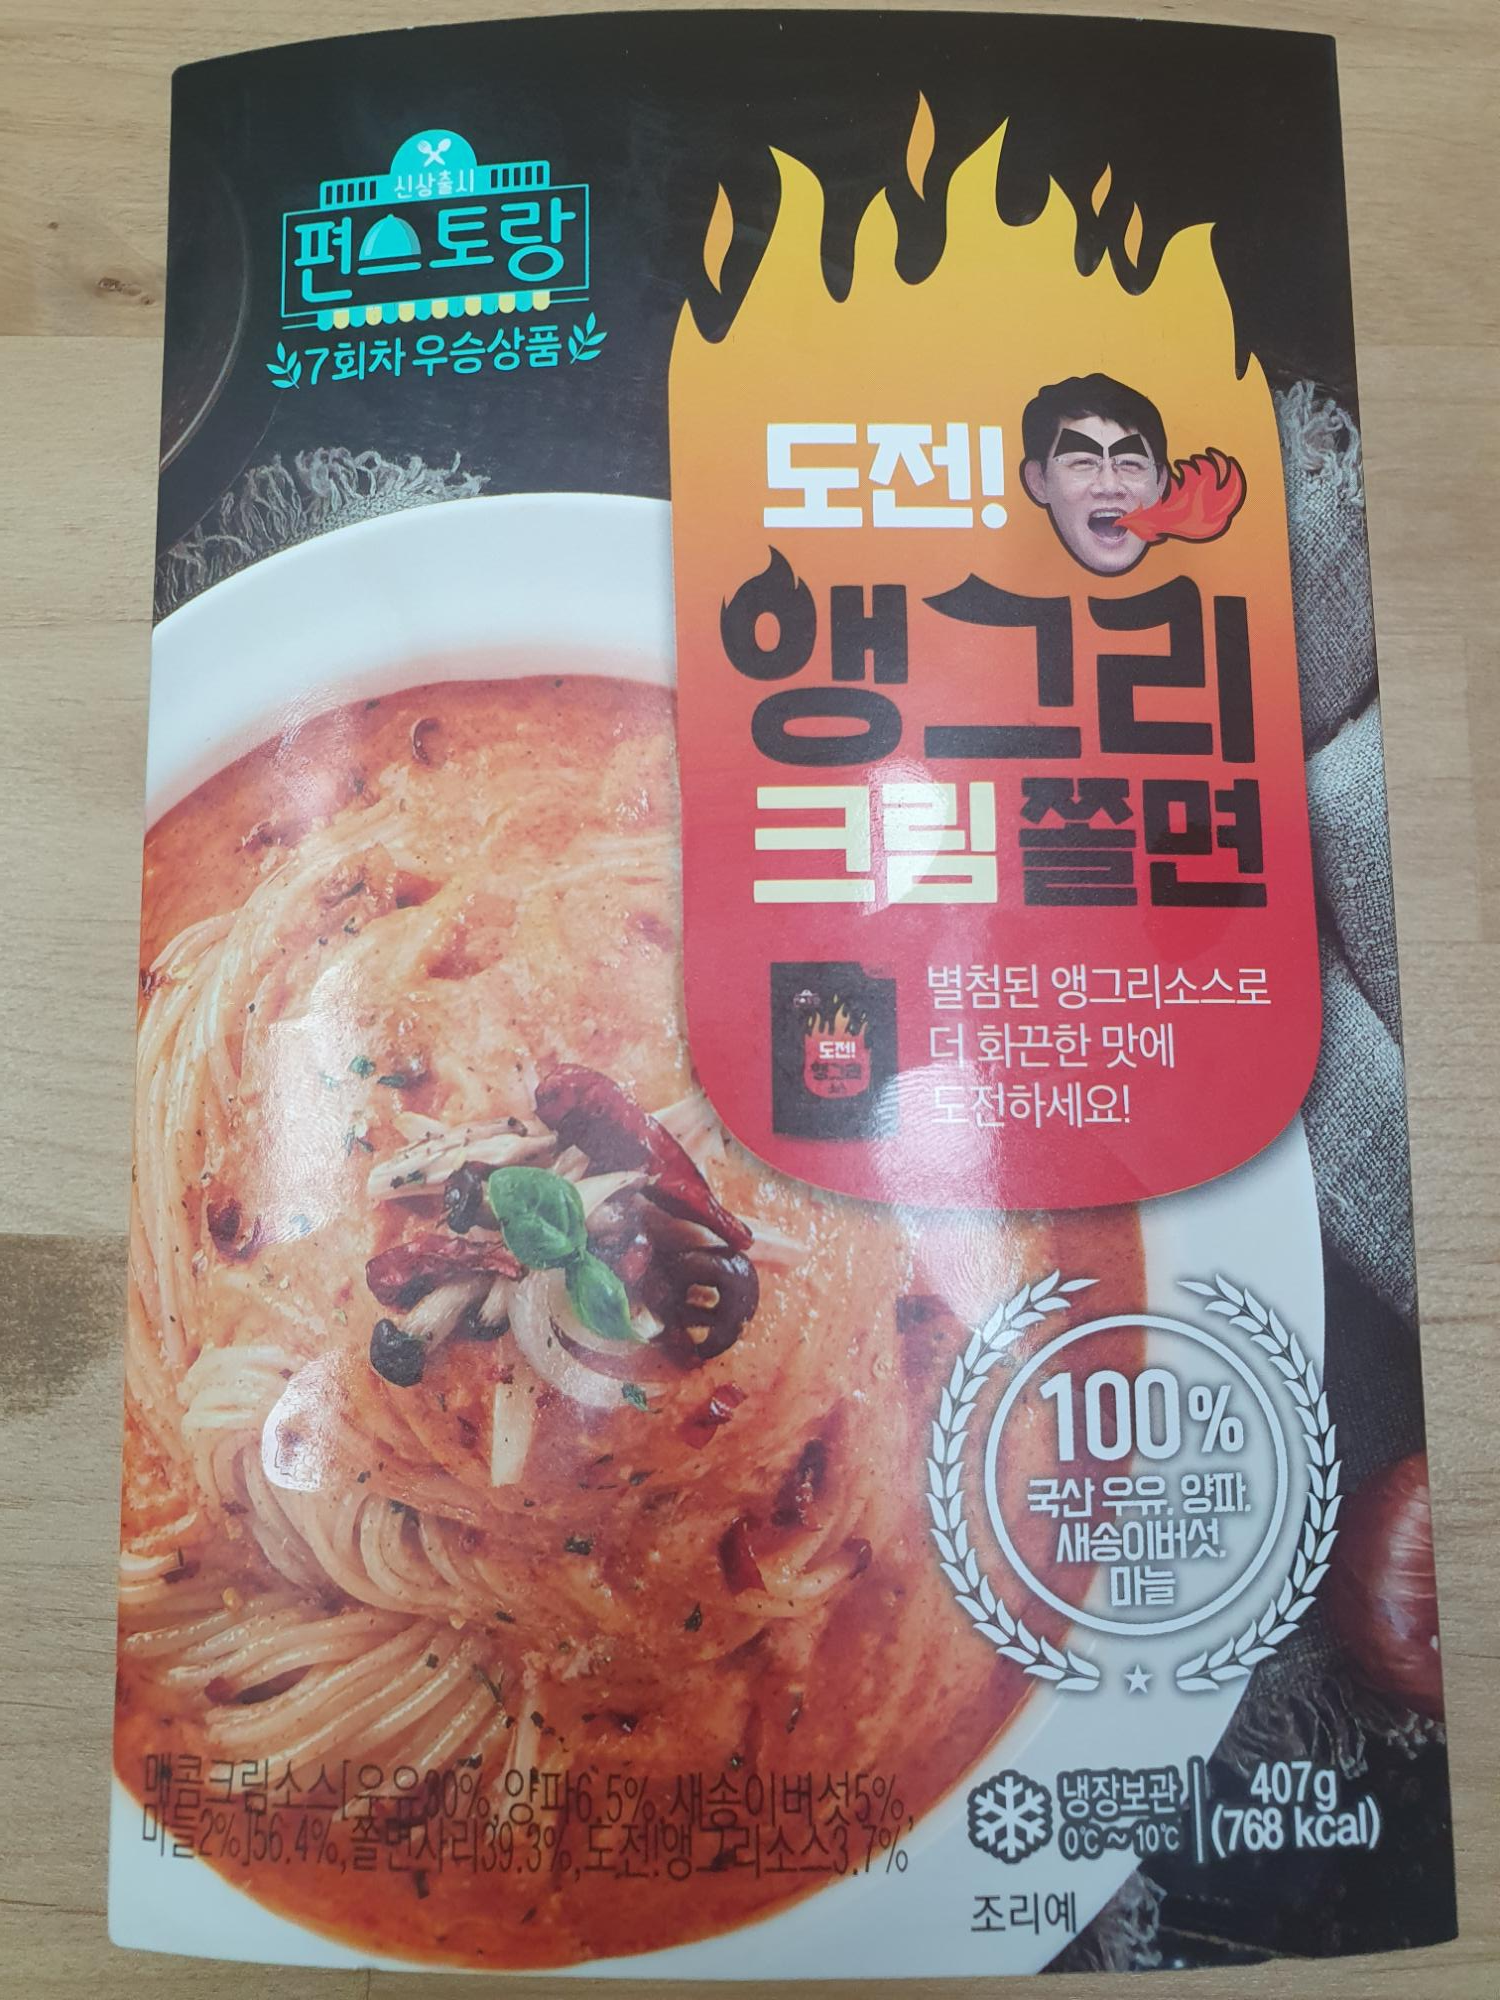 신상출시
편스토랑
7회차 우승상품
도전!
앵그리
크림쫄면
별첨된 앵그리소스로
더 화끈한 맛에
도전하세요!
도전!
앵그리
소스
100%
국산 우유, 양파,
새송이버섯,
마늘
매콤크림소스[우유30%,양파6.5%,새송이버섯5%,
마늘2%]56.4%,쫄면사리39.3%,도전!앵그리소스3.7%
냉장보관
0℃~10℃
407g
(768 kcal)
조리예